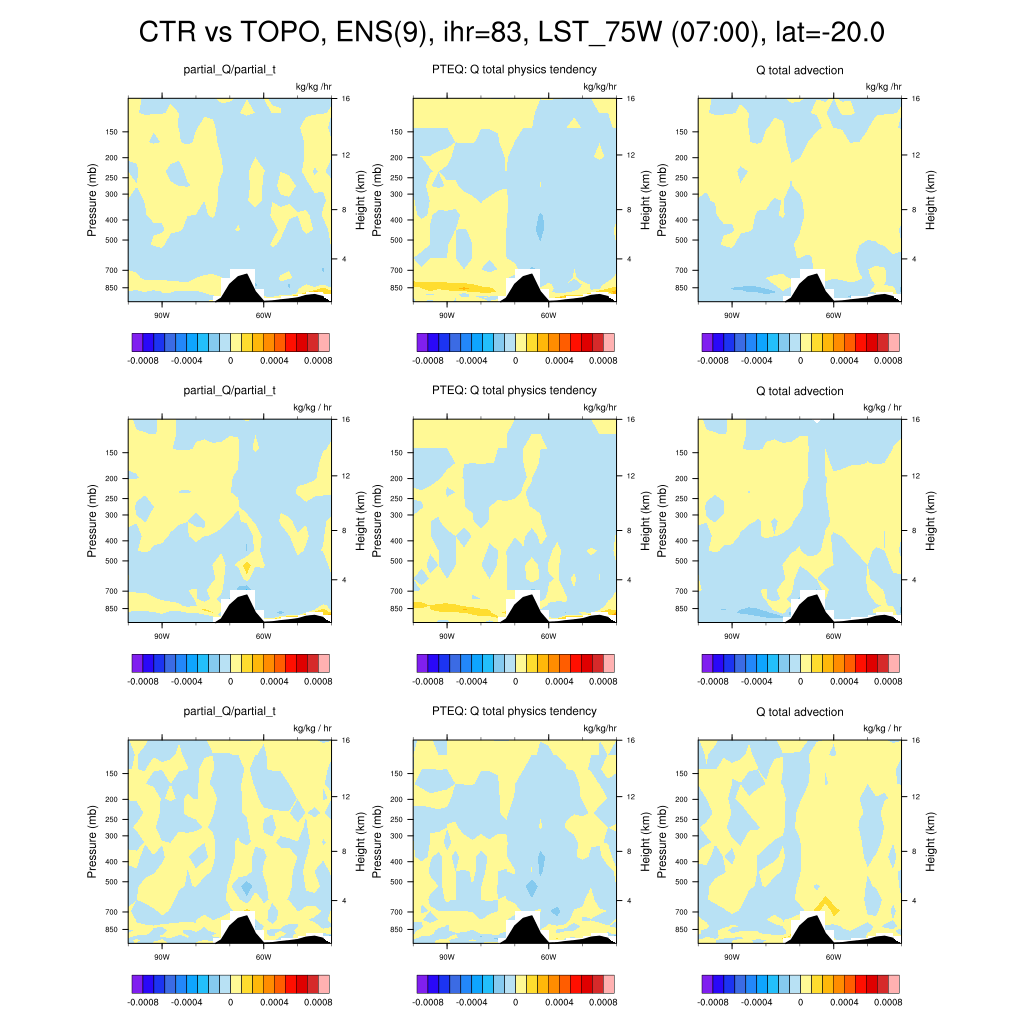 CTR vs TOPO, ENS(9), ihr=83, LST_75W (07:00), lat=-20.0
partial_Q/partial_t PTEQ: Q total physics tendency Q total advection
kg/kg /hr kg/kg/hr kg/kg /hr
Pressure (mb) 150 200 250 300 400 500 700 850 16 12 8 4 Height (km)
Pressure (mb) 150 200 250 300 400 500 700 850 16 12 8 4 Height (km)
Pressure (mb) 150 200 250 300 400 500 700 850 16 12 8 4 Height (km)
90W 60W 90W 60W 90W 60W
-0.0008 -0.0004 0 0.0004 0.0008 -0.0008 -0.0004 0 0.0004 0.0008 -0.0008 -0.0004 0 0.0004 0.0008
partial_Q/partial_t PTEQ: Q total physics tendency Q total advection
kg/kg / hr kg/kg/hr kg/kg / hr
Pressure (mb) 150 200 250 300 400 500 700 850 16 12 8 4 Height (km)
Pressure (mb) 150 200 250 300 400 500 700 850 16 12 8 4 Height (km)
Pressure (mb) 150 200 250 300 400 500 700 850 16 12 8 4 Height (km)
90W 60W 90W 60W 90W 60W
-0.0008 -0.0004 0 0.0004 0.0008 -0.0008 -0.0004 0 0.0004 0.0008 -0.0008 -0.0004 0 0.0004 0.0008
partial_Q/partial_t PTEQ: Q total physics tendency Q total advection
kg/kg / hr kg/kg/hr kg/kg / hr
Pressure (mb) 150 200 250 300 400 500 700 850 16 12 8 4 Height (km)
Pressure (mb) 150 200 250 300 400 500 700 850 16 12 8 4 Height (km)
Pressure (mb) 150 200 250 300 400 500 700 850 16 12 8 4 Height (km)
90W 60W 90W 60W 90W 60W
-0.0008 -0.0004 0 0.0004 0.0008 -0.0008 -0.0004 0 0.0004 0.0008 -0.0008 -0.0004 0 0.0004 0.0008